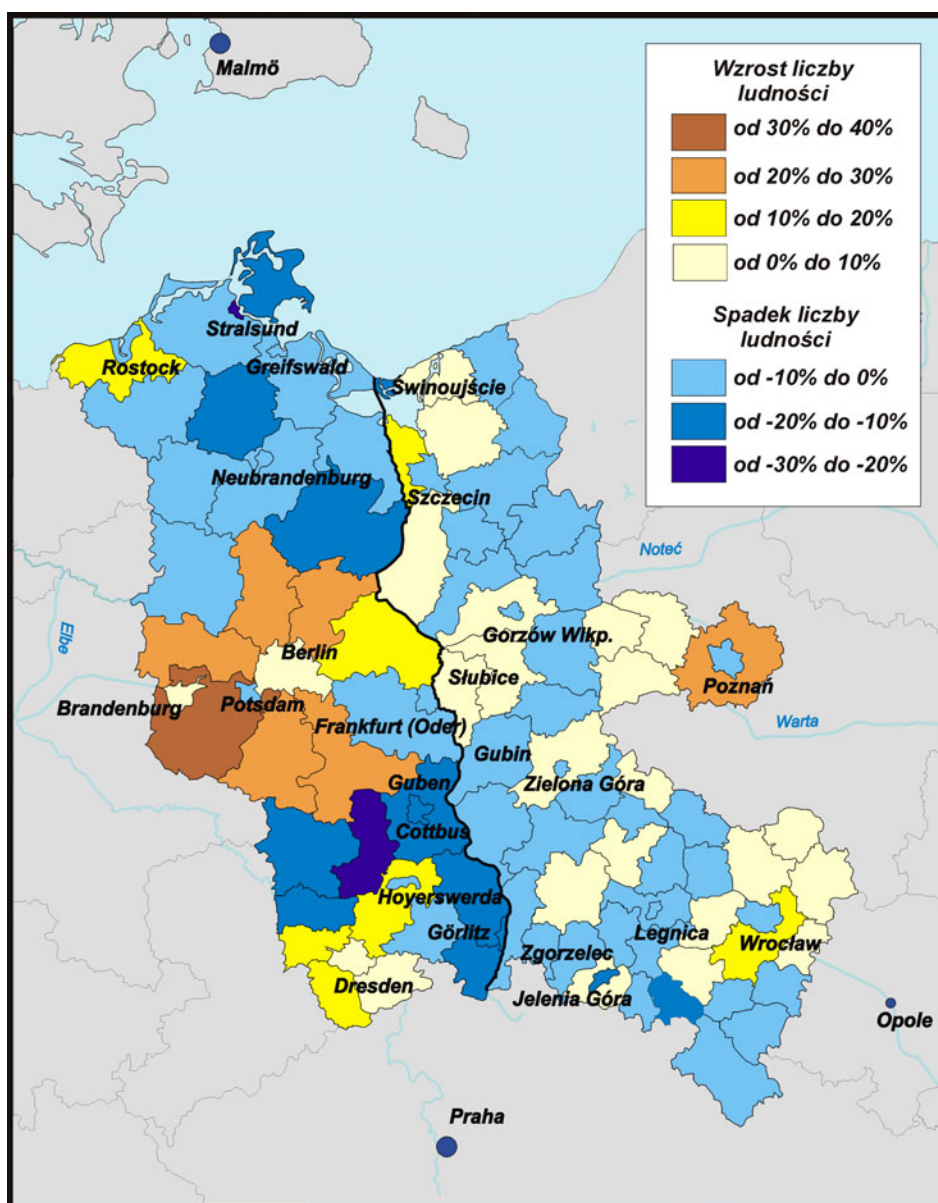 Malmö
Wzrost liczby
ludności
od 30% do 40%
od 20% do 30%
od 10% do 20%
od 0% do 10%
Spadek liczby
ludności
od -10% do 0%
od -20% do -10%
od -30% do -20%
Stralsund
Rostock
Greifswald
Świnoujście
Neubrandenburg
Szczecin
Noteć
Elbe
Berlin
Górzów Wlkp.
Słubice
Poznań
Brandenburg
Potsdam
Frankfurt (Oder)
Warta
Gubin
Guben
Zielona Góra
Cottbus
Hoyerswerda
Görlitz
Zgorzelec
Legnica
Wrocław
Dresden
Jelenia Góra
Opole
Praha